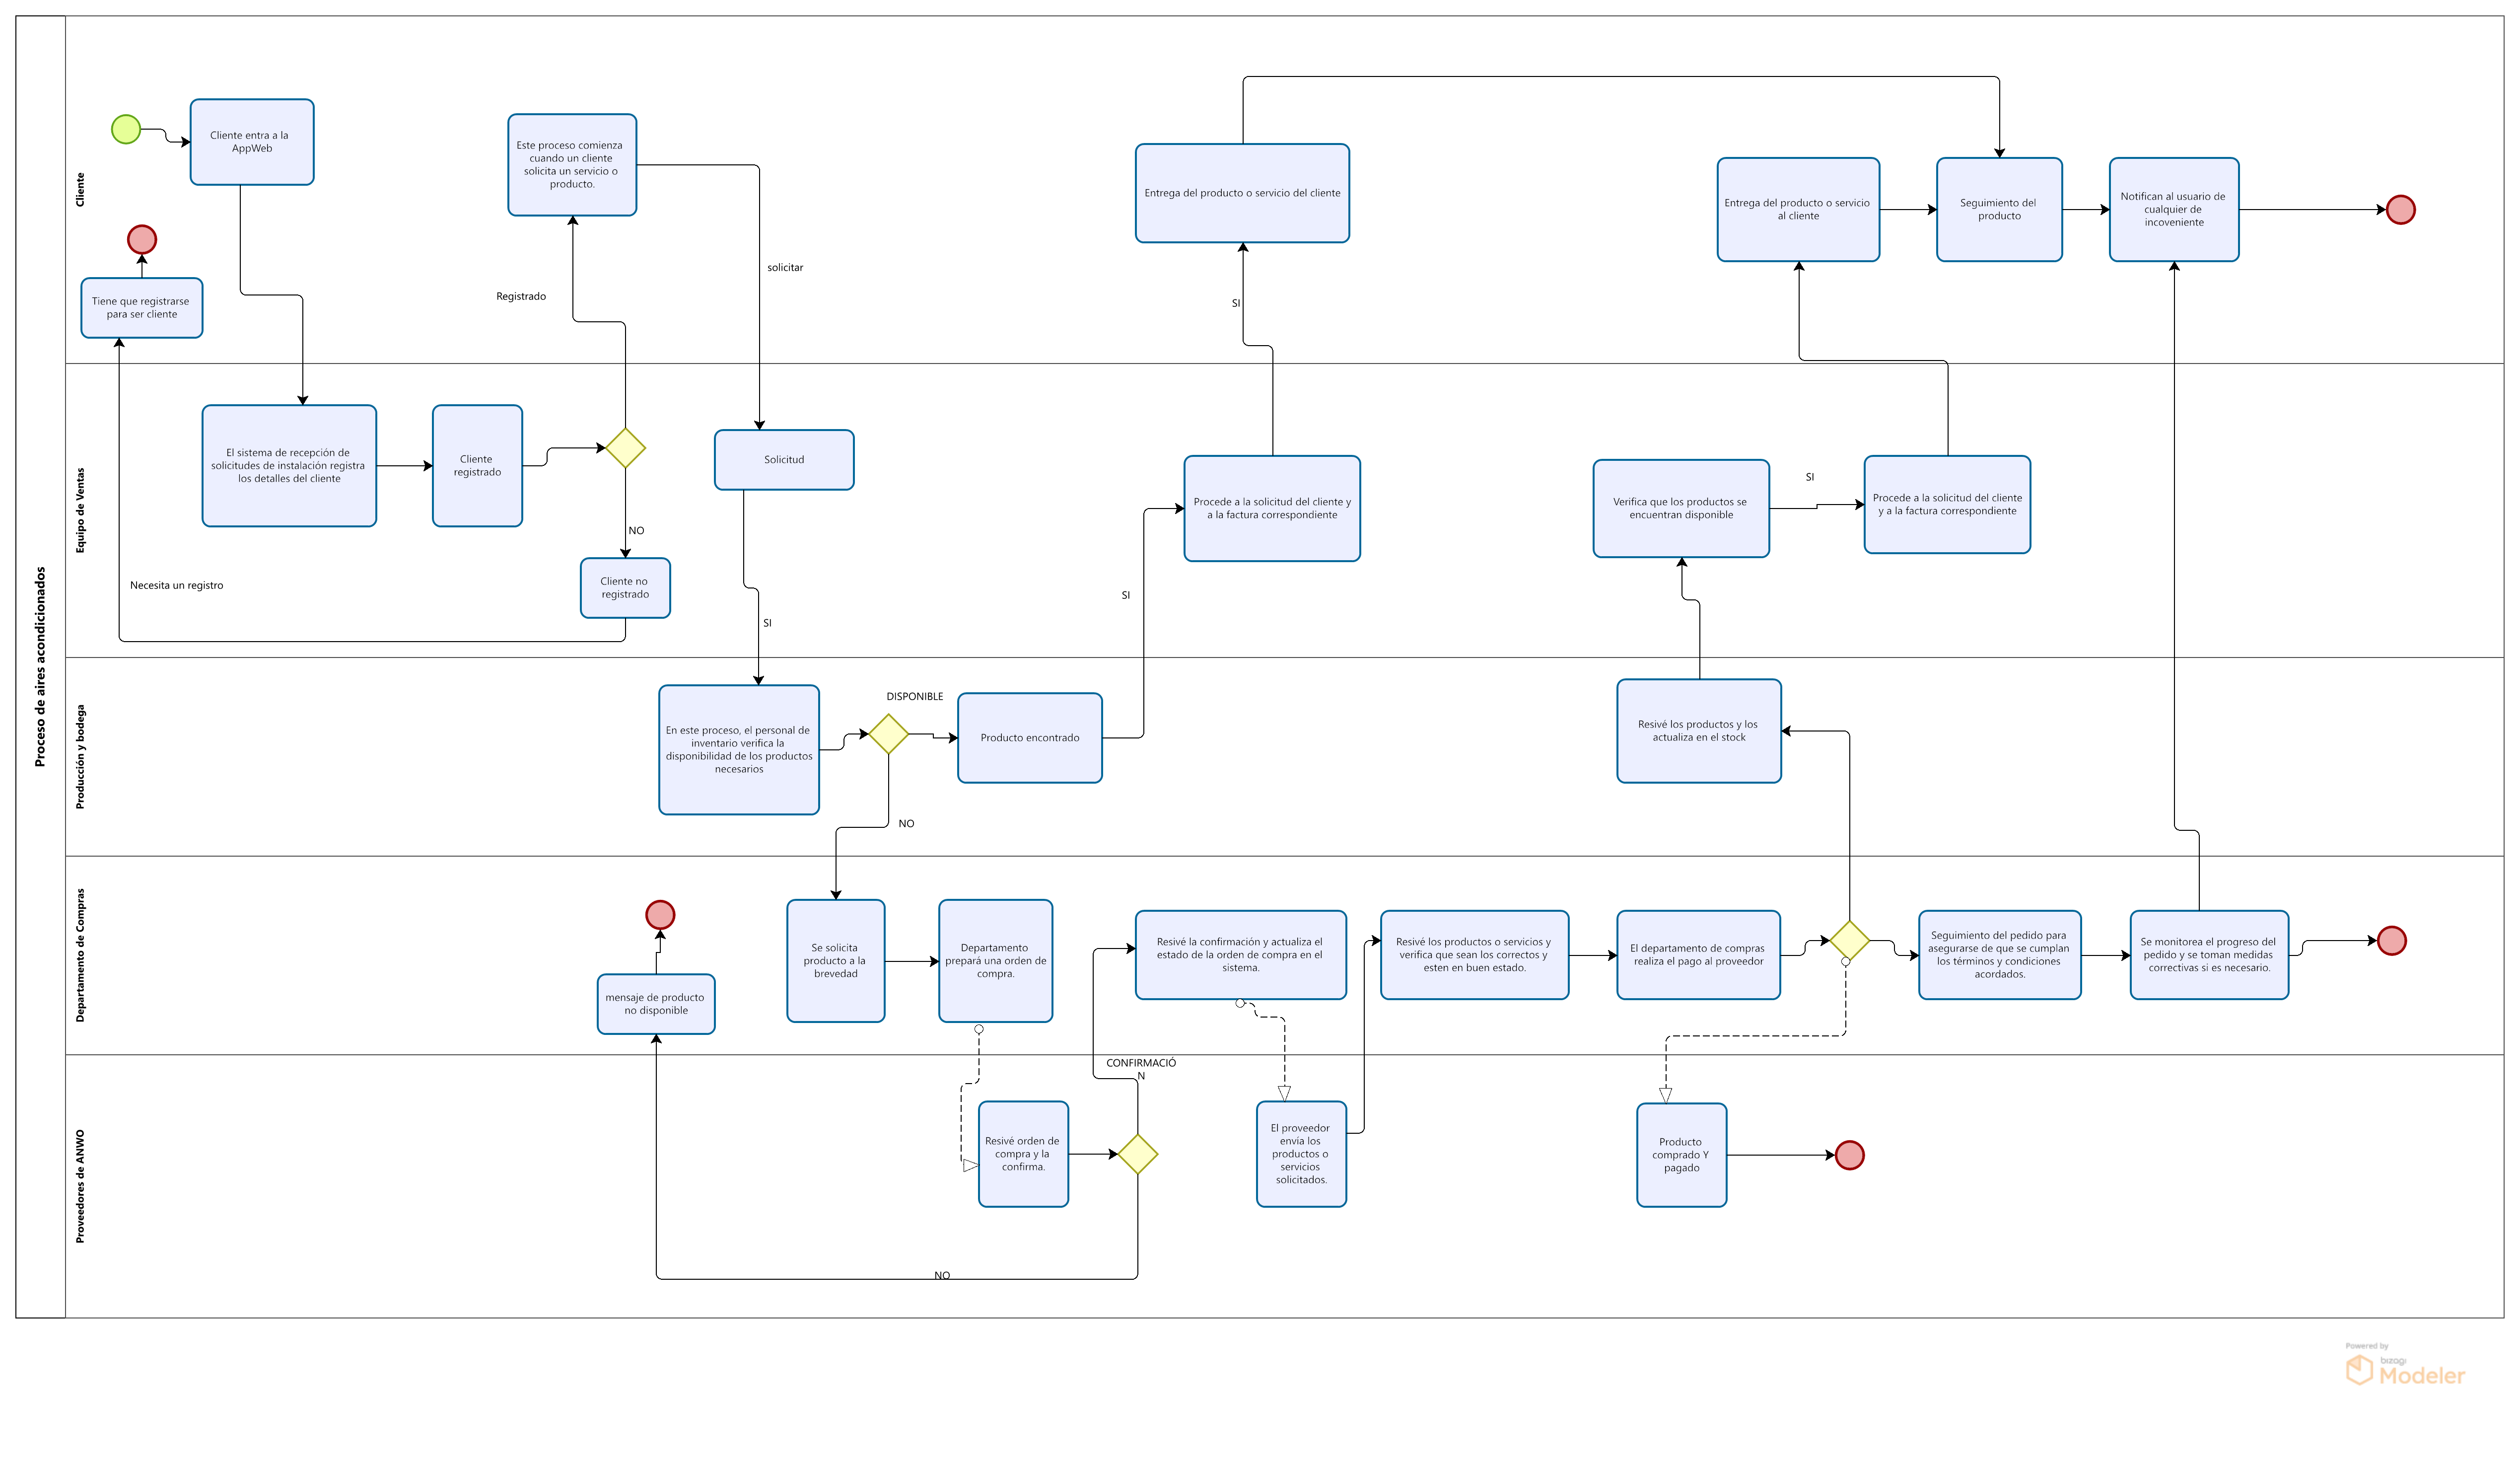 Proceso de aires acondicionados
Cliente
Cliente entra a la
AppWeb
Tiene que registrarse
para ser cliente
Este proceso comienza
cuando un cliente
solicita un servicio o
producto.
Registrado
solicitar
Entrega del producto o servicio del cliente
SI
Entrega del producto o servicio
al cliente
Seguimiento del
producto
Notifican al usuario de
cualquier de
incoveniente
Equipo de Ventas
El sistema de recepción de
solicitudes de instalación registra
los detalles del cliente
Cliente
registrado
NO
Cliente no
registrado
Necesita un registro
Solicitud
SI
Procede a la solicitud del cliente y
a la factura correspondiente
SI
Verifica que los productos se
encuentran disponible
SI
Procede a la solicitud del cliente
y a la factura correspondiente
Producción y bodega
En este proceso, el personal de
inventario verifica la
disponibilidad de los productos
necesarios
DISPONIBLE
Producto encontrado
NO
Resivé los productos y los
actualiza en el stock
Departamento de Compras
mensaje de producto
no disponible
Se solicita
producto a la
brevedad
Departamento
prepará una orden de
compra.
Resivé la confirmación y actualiza el
estado de la orden de compra en el
sistema.
Resivé los productos o servicios y
verifica que sean los correctos y
esten en buen estado.
El departamento de compras
realiza el pago al proveedor
Seguimiento del pedido para
asegurarse de que se cumplan
los términos y condiciones
acordados.
Se monitorea el progreso del
pedido y se toman medidas
correctivas si es necesario.
Proveedores de ANWO
CONFIRMACIÓ
N
Resivé orden de
compra y la
confirma.
El proveedor
envía los
productos o
servicios
solicitados.
Producto
comprado Y
pagado
NO
Powered by
bizagi
Modeler